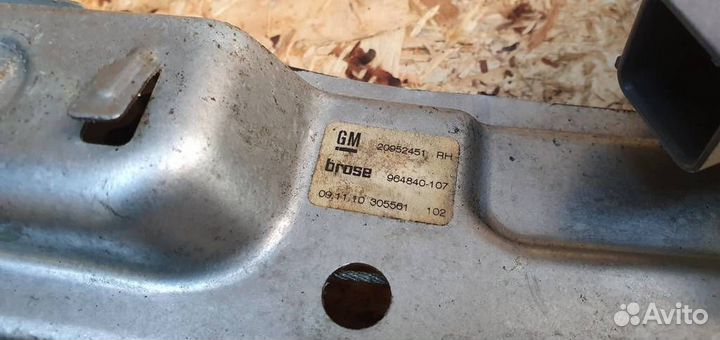 GM 20952451 RH
brose 964840-107
09.11.10 305561 102
Avito